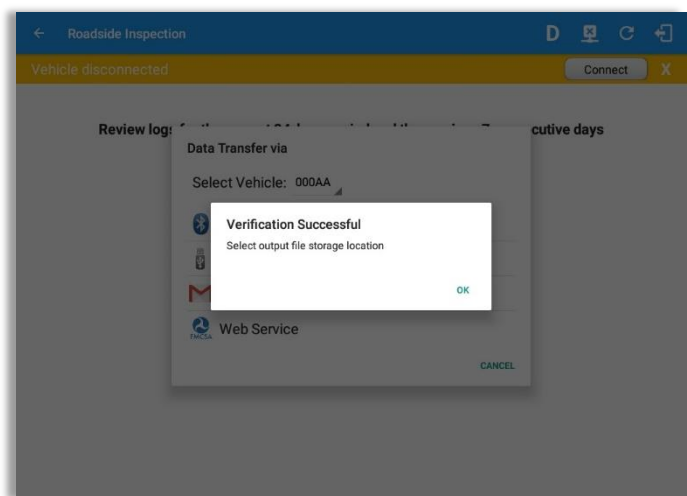 Roadside Inspection
D
Vehicle disconnected
Connect
X
Review logs
cutive days
Data Transfer via
Select Vehicle: 000AA
Verification Successful
Select output file storage location
OK
Web Service
FMCSA
CANCEL